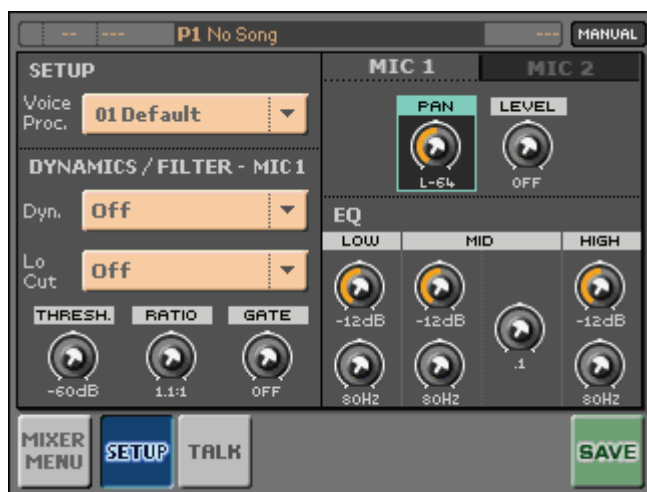 -- --- P1 No Song --- MANUAL
SETUP
Voice Proc. 01 Default
DYNAMICS / FILTER - MIC 1
Dyn. Off
Lo Cut Off
THRESH. RATIO GATE
-60dB 1.1:1 OFF
MIC 1 MIC 2
PAN LEVEL
L-64 OFF
EQ
LOW MID HIGH
-12dB -12dB -12dB
.1
80Hz 80Hz 80Hz
MIXER MENU SETUP TALK SAVE